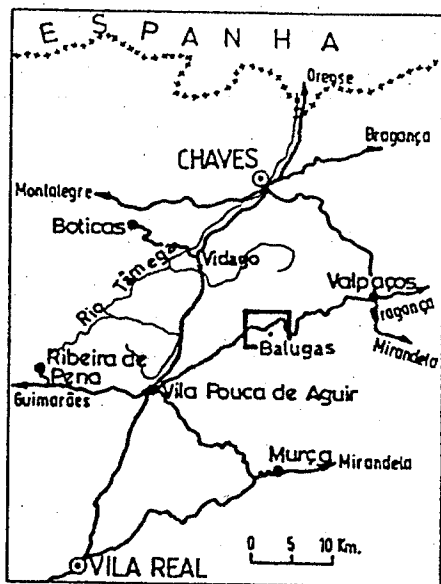 ESPANHA
Orense
Bragança
CHAVES
Montalegre
Boticas
Vidago
Rio Tâmega
Valpaços
Bragança
Balugas
Mirandela
Ribeira de
Pena
Guimarães
Vila Pouca de Aguir
Murça
Mirandela
0 5 10 Km.
VILA REAL